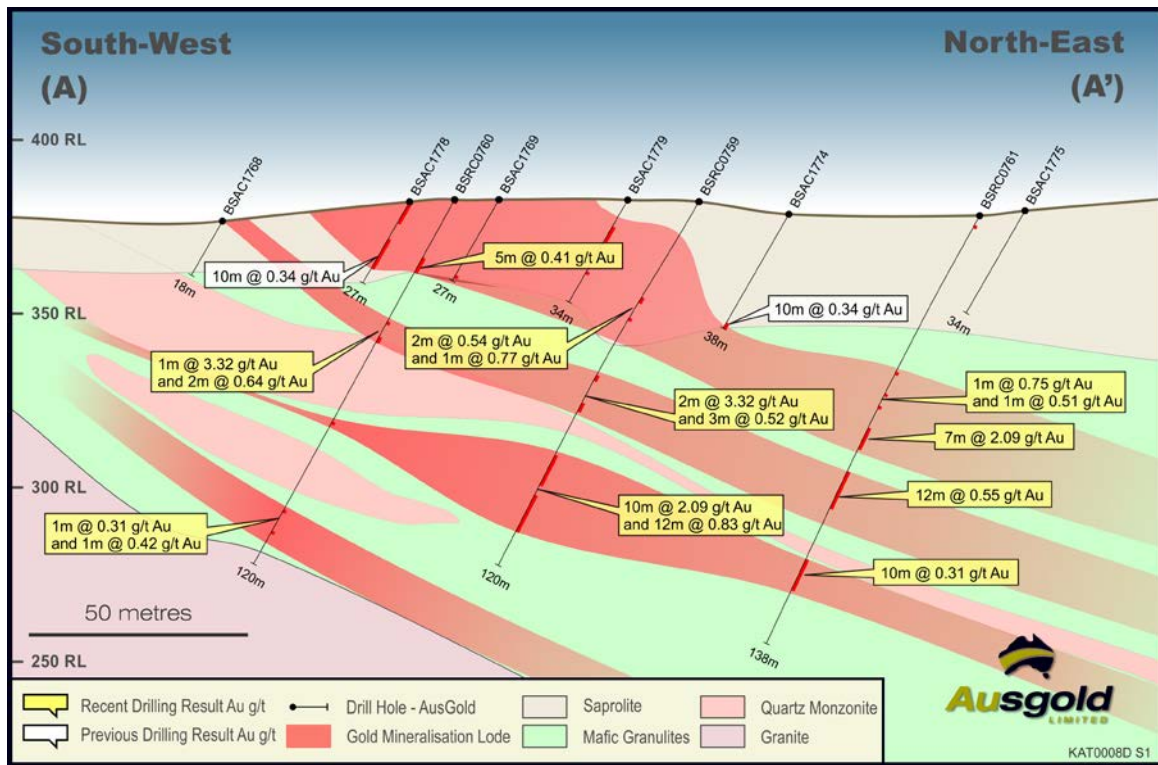 South-West
(A)
North-East
(A')
400 RL
350 RL
300 RL
250 RL
BSAC1768
BSAC1778
BSRC0760
BSAC1769
BSAC1779
BSRC0759
BSAC1774
BSRC0761
BSAC1775
10m @ 0.34 g/t Au
5m @ 0.41 g/t Au
10m @ 0.34 g/t Au
18m
27m
27m
34m
38m
34m
1m @ 3.32 g/t Au
and 2m @ 0.64 g/t Au
2m @ 0.54 g/t Au
and 1m @ 0.77 g/t Au
2m @ 3.32 g/t Au
and 3m @ 0.52 g/t Au
1m @ 0.75 g/t Au
and 1m @ 0.51 g/t Au
7m @ 2.09 g/t Au
12m @ 0.55 g/t Au
10m @ 2.09 g/t Au
and 12m @ 0.83 g/t Au
1m @ 0.31 g/t Au
and 1m @ 0.42 g/t Au
10m @ 0.31 g/t Au
120m
120m
138m
50 metres
Recent Drilling Result Au g/t
Drill Hole - AusGold
Saprolite
Quartz Monzonite
Previous Drilling Result Au g/t
Gold Mineralisation Lode
Mafic Granulites
Granite
Ausgold
LIMITED
KAT0008D S1